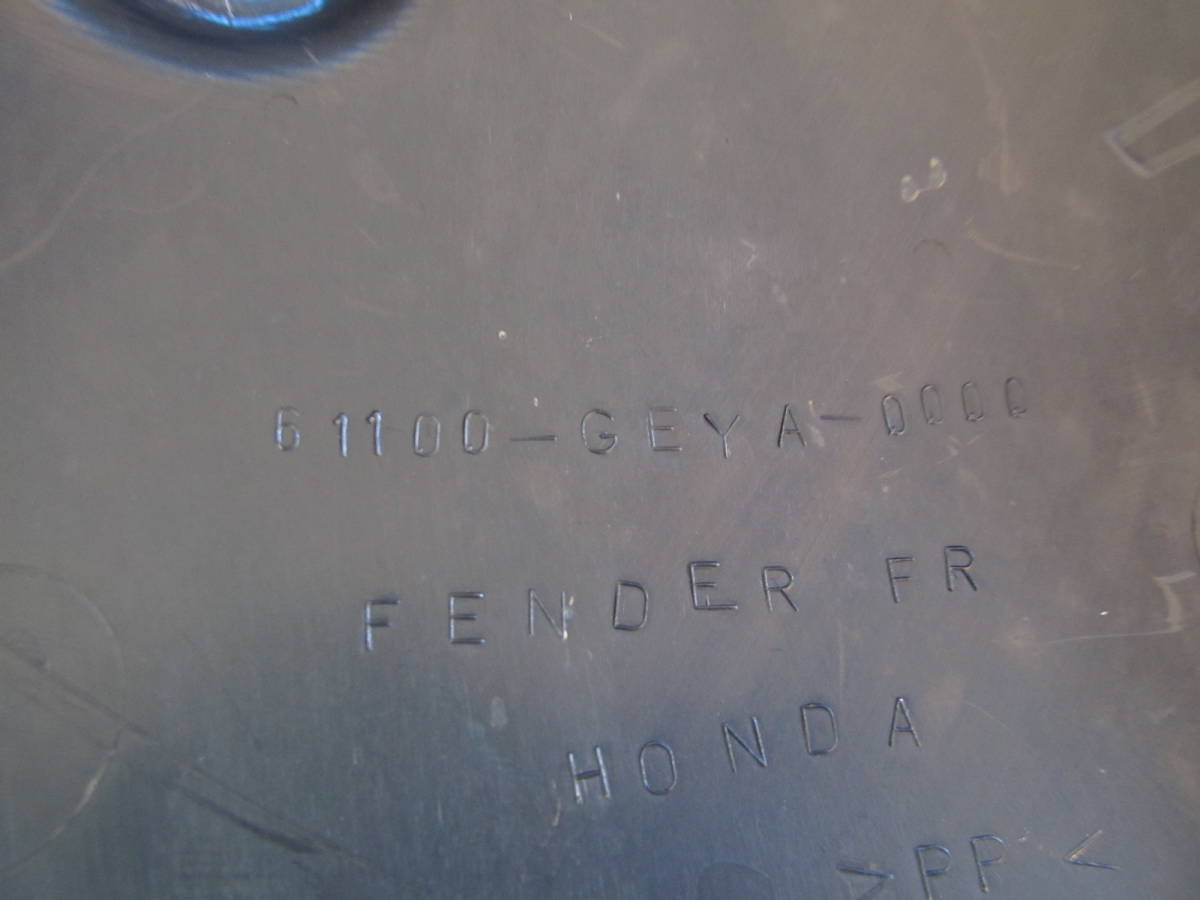 61100-GEYA-0000
FENDER FR
HONDA
>PP<